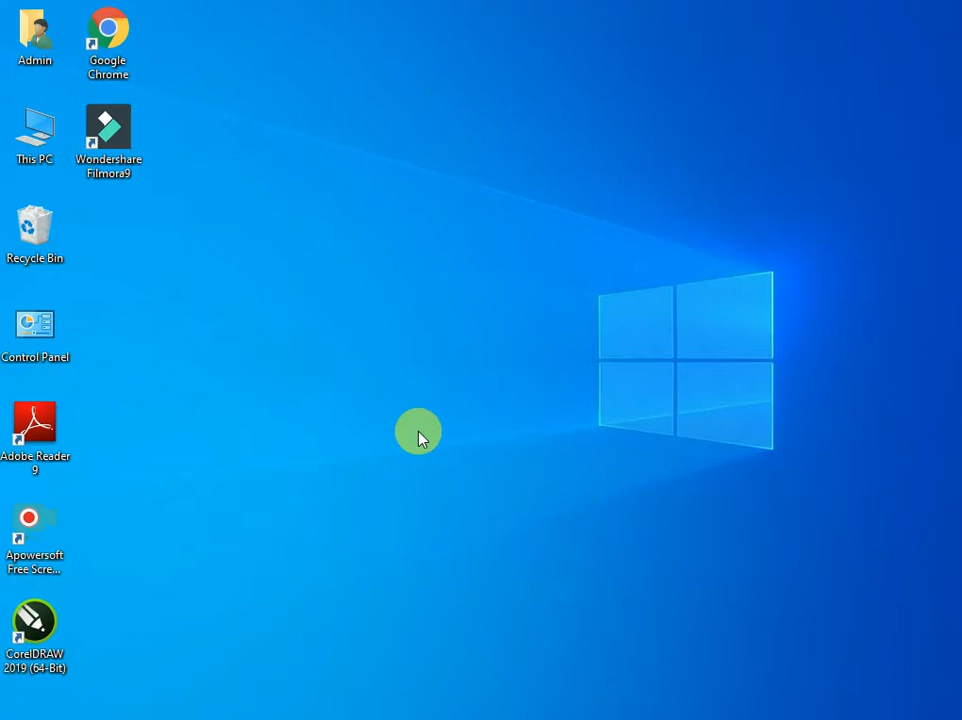 Admin
Google
Chrome
This PC
Wondershare
Filmora9
Recycle Bin
Control Panel
Adobe Reader
9
Apowersoft
Free Scre...
CorelDRAW
2019 (64-Bit)